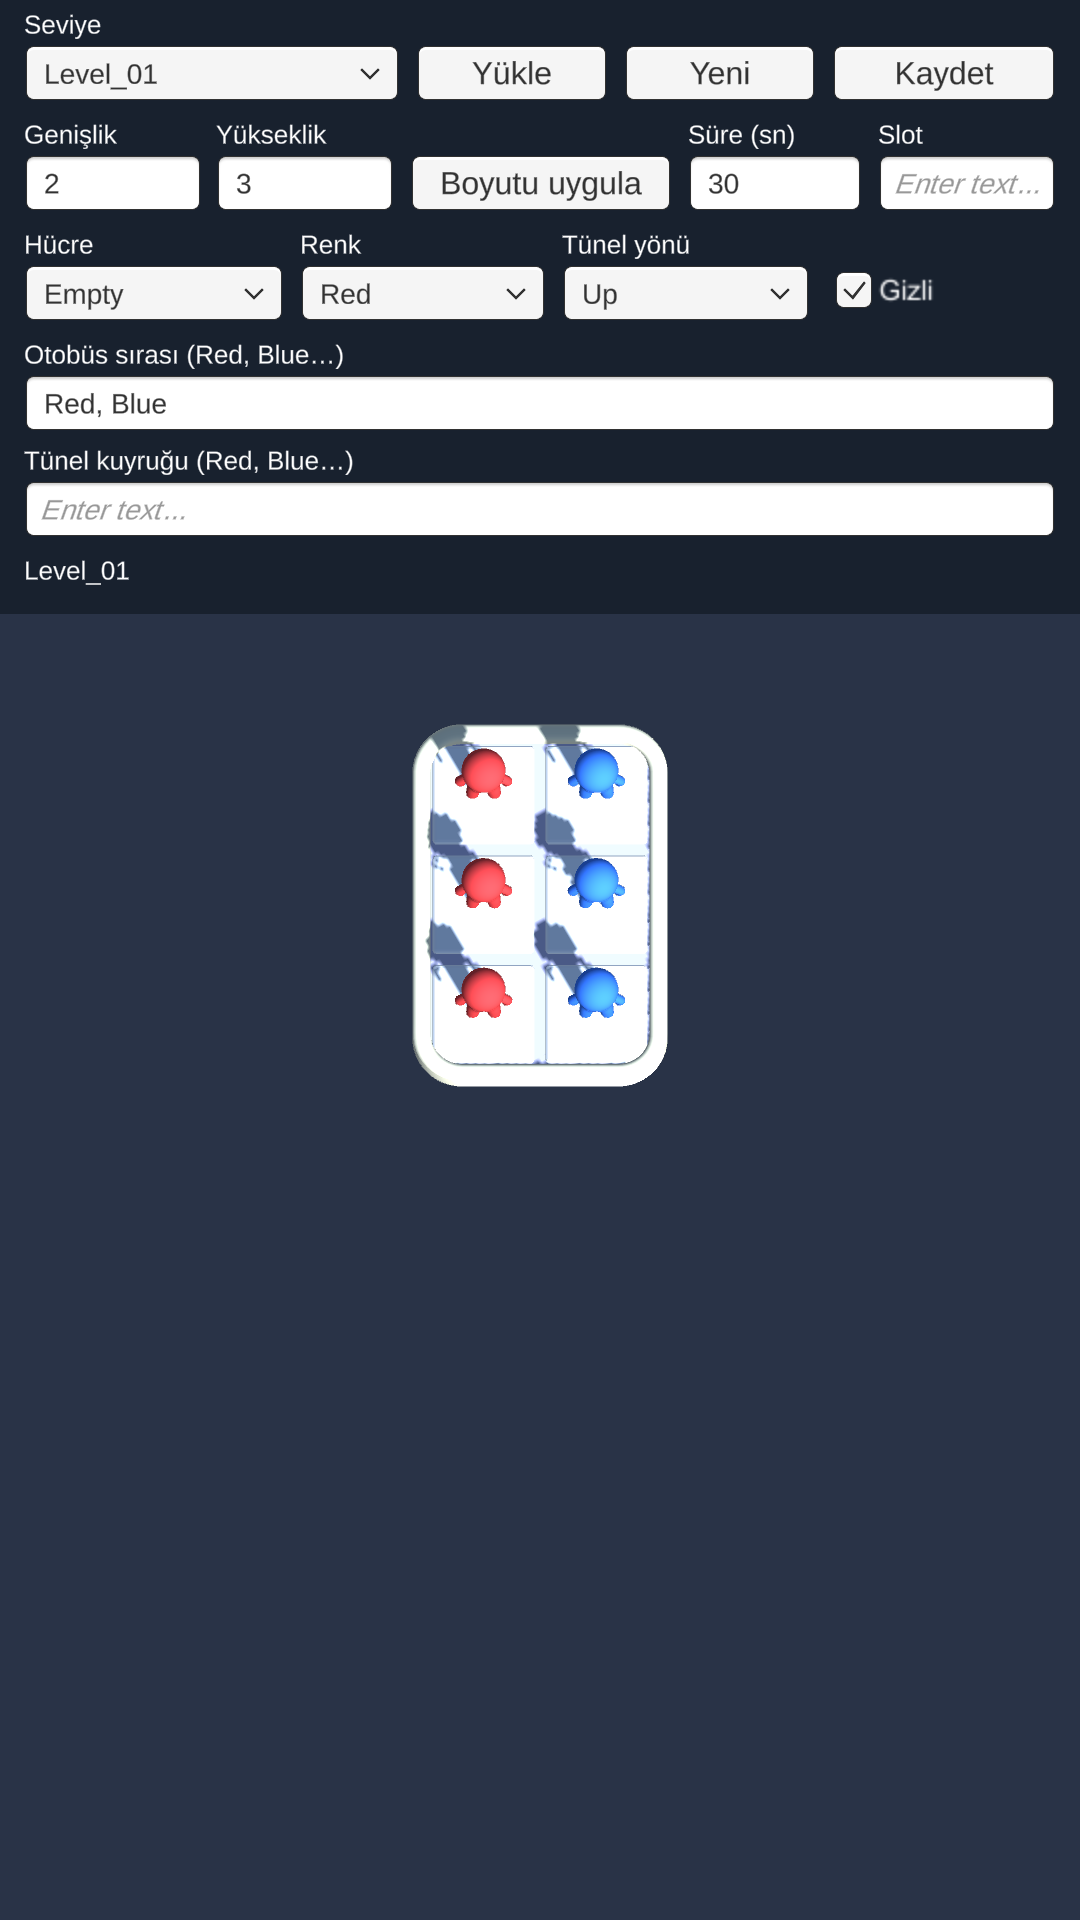 Seviye
Level_01 Yükle Yeni Kaydet
Genişlik Yükseklik Süre (sn) Slot
2 3 Boyutu uygula 30 Enter text...
Hücre Renk Tünel yönü
Empty Red Up Gizli
Otobüs sırası (Red, Blue…)
Red, Blue
Tünel kuyruğu (Red, Blue…)
Enter text...
Level_01